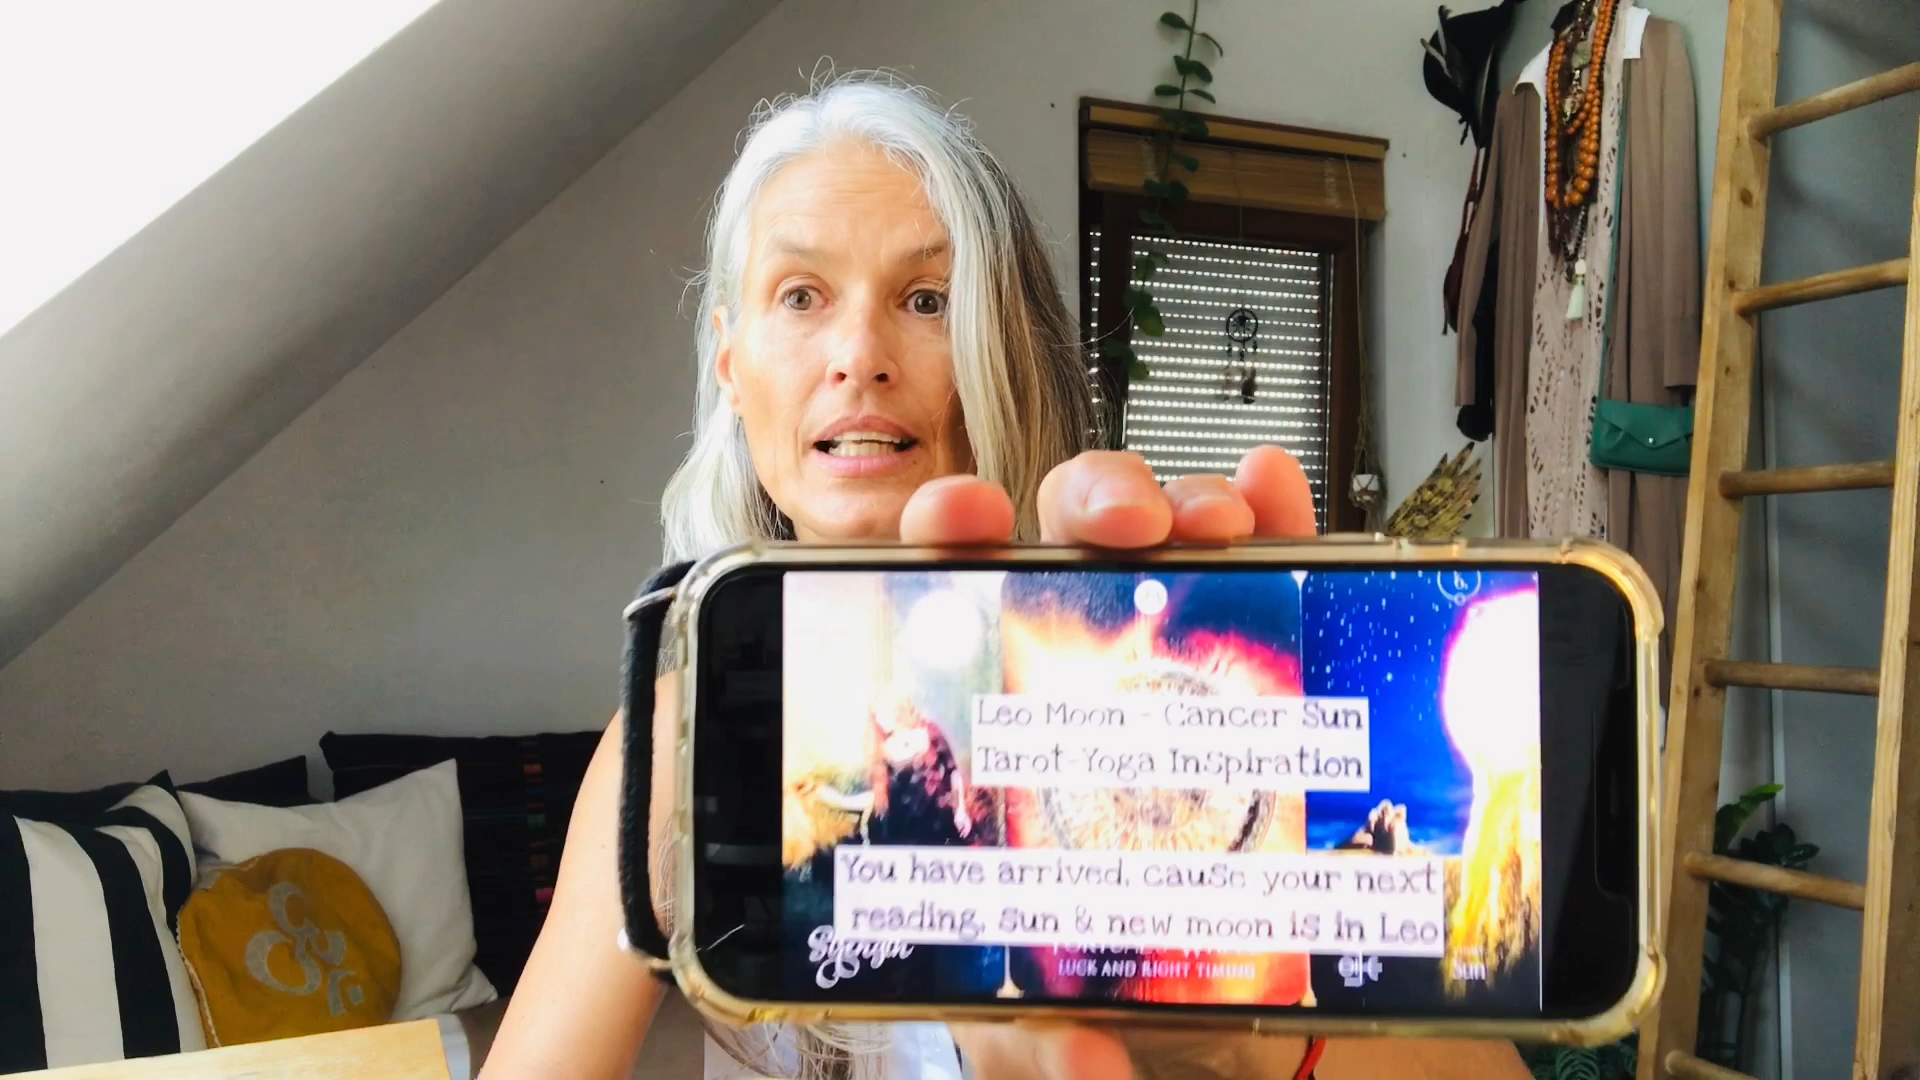 Leo Moon - Cancer Sun
Tarot-Yoga Inspiration
You have arrived, cause your next
reading, sun & new moon is in Leo
Strength
LUCK AND RIGHT TIMING
Sun